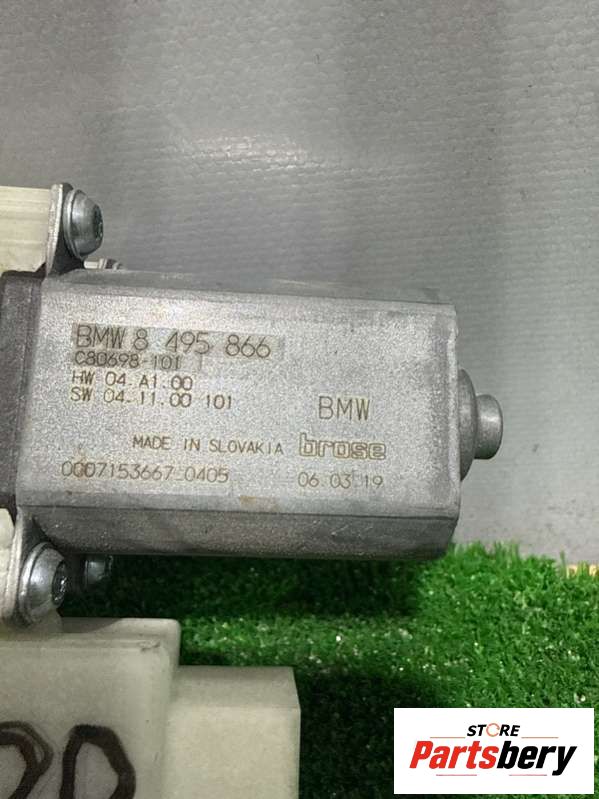 BMW 8 495 866
C80698-101
HW 04.A1.00
SW 04.11.00 101
BMW
MADE IN SLOVAKIA brose
0007153667 0405 06.03.19
STORE
Partsbery